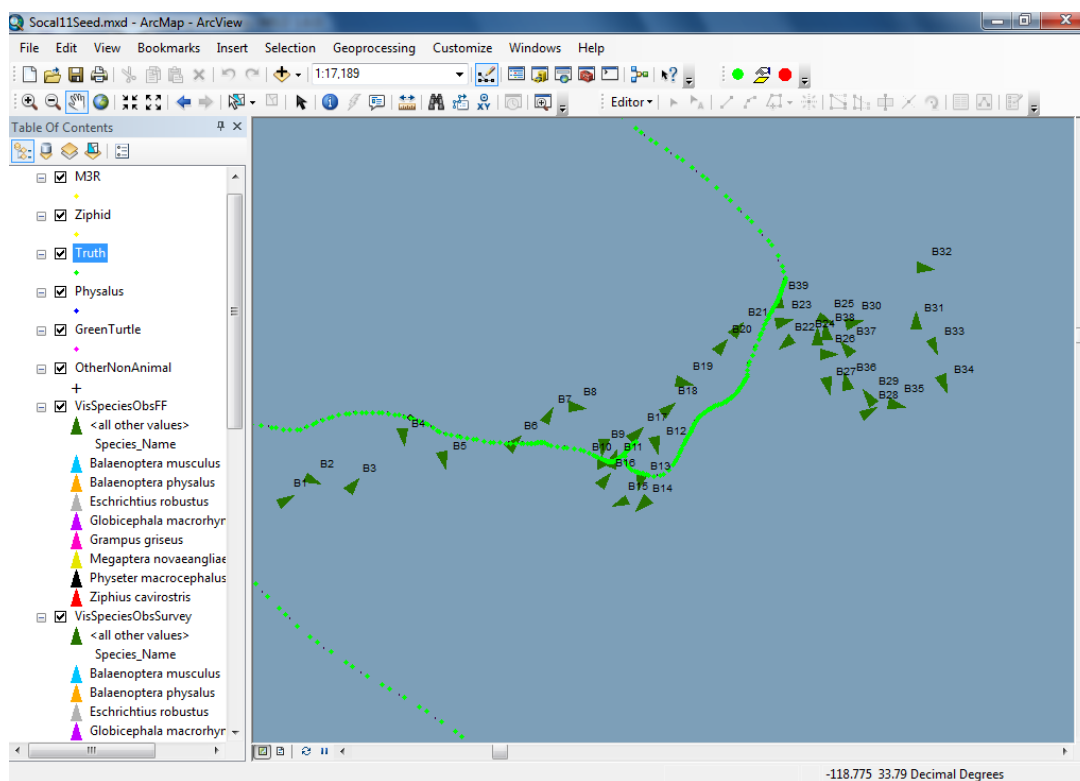 Socal11Seed.mxd - ArcMap - ArcView
File Edit View Bookmarks Insert Selection Geoprocessing Customize Windows Help
1:17,189
Editor
Table Of Contents
M3R
Ziphid
Truth
Physalus
GreenTurtle
OtherNonAnimal
VisSpeciesObsFF
<all other values>
Species_Name
Balaenoptera musculus
Balaenoptera physalus
Eschrichtius robustus
Globicephala macrorhyr
Grampus griseus
Megaptera novaeangliae
Physeter macrocephalus
Ziphius cavirostris
VisSpeciesObsSurvey
<all other values>
Species_Name
Balaenoptera musculus
Balaenoptera physalus
Eschrichtius robustus
Globicephala macrorhyr
B32
B39
B21 B23 B25 B30 B31
B20 B22 B24 B38 B37 B33
B19 B26
B18 B27 B36 B34
B7 B8 B29 B35
B17 B28
B4 B6 B9 B12
B5 B10 B11
B2 B3 B16 B13
B1 B15 B14
-118.775 33.79 Decimal Degrees